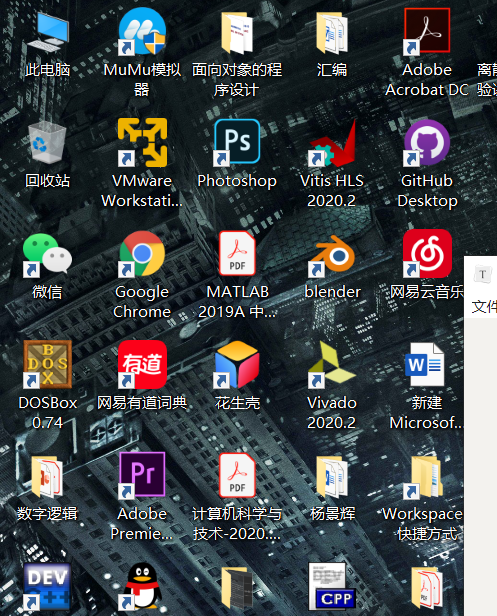 此电脑
MuMu模拟
器
面向对象的程
序设计
汇编
Adobe
Acrobat DC
离散
验证
回收站
VMware
Workstati...
Ps
Photoshop
Vitis HLS
2020.2
GitHub
Desktop
微信
Google
Chrome
PDF
MATLAB
2019A 中...
blender
网易云音乐
T
文件
DOS
BOX
DOSBox
0.74
有道
网易有道词典
花生壳
Vivado
2020.2
W
新建
Microsof...
数字逻辑
Pr
Adobe
Premie...
PDF
计算机科学与
技术-2020....
杨景辉
Workspace
快捷方式
DEV
DEV
CPP
PDF